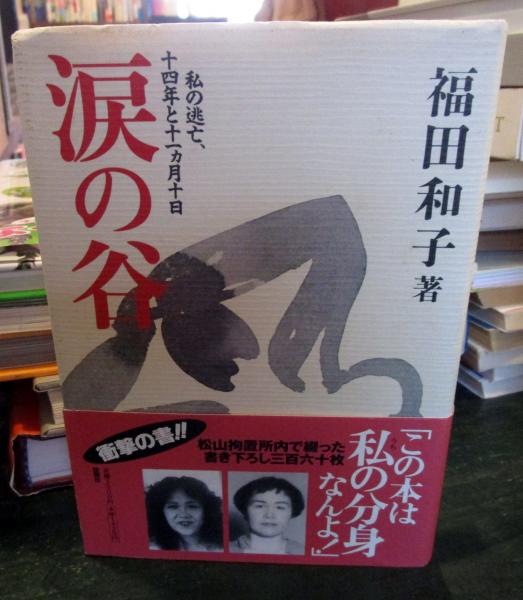 福田和子 著
私の逃亡、
十四年と十一ヵ月十日
涙の谷
「この本は
私の分身
なんよ!」
松山拘置所内で綴った
書き下ろし三百六十枚
衝撃の書!!